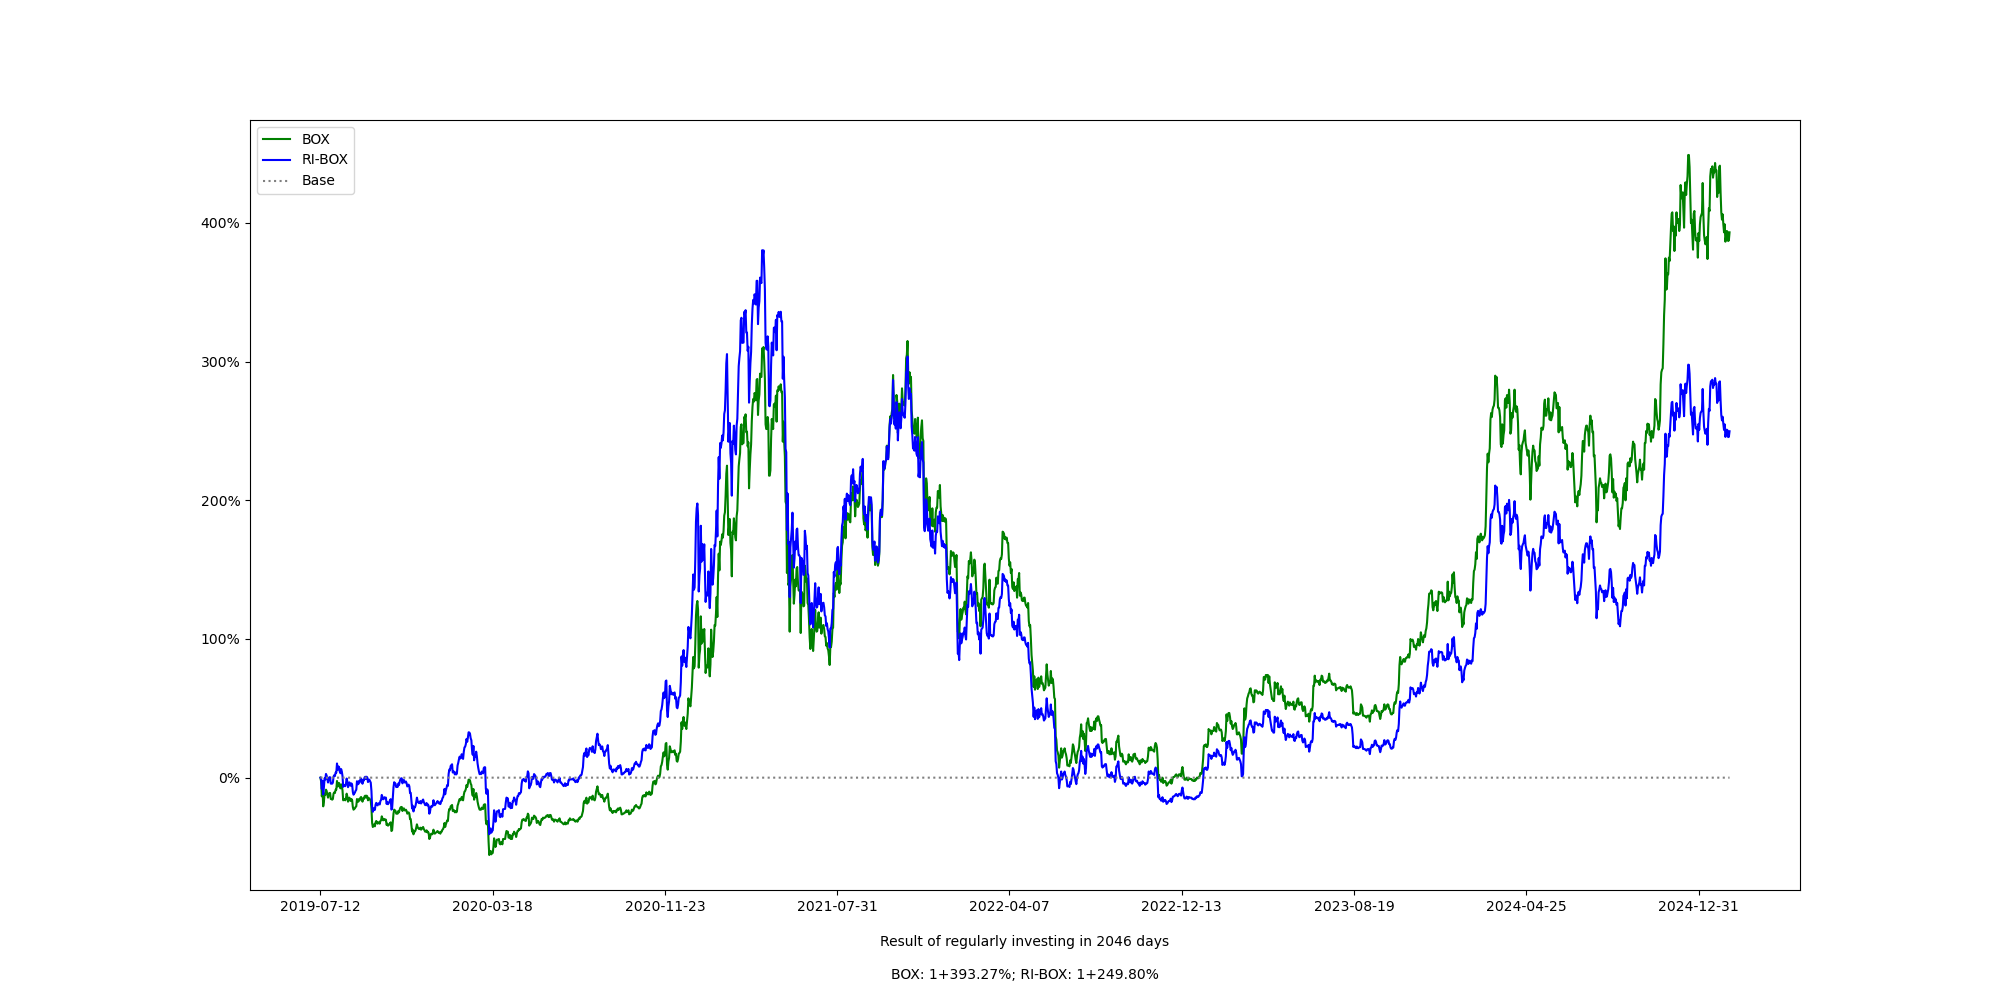 BOX
RI-BOX
Base
400%
300%
200%
100%
0%
2019-07-12 2020-03-18 2020-11-23 2021-07-31 2022-04-07 2022-12-13 2023-08-19 2024-04-25 2024-12-31
Result of regularly investing in 2046 days
BOX: 1+393.27%; RI-BOX: 1+249.80%